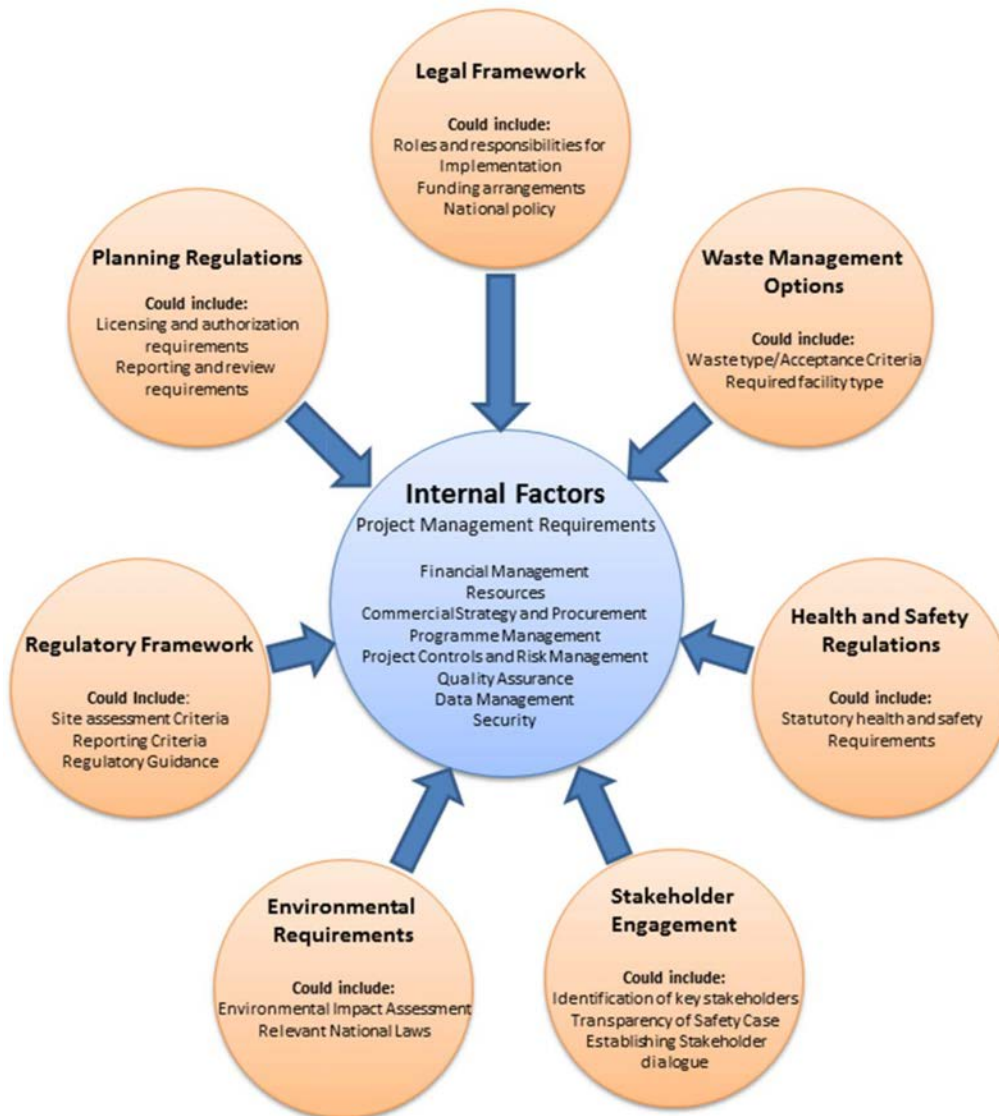 Legal Framework
Could include:
Roles and responsibilities for
Implementation
Funding arrangements
National policy
Planning Regulations
Could include:
Licensing and authorization
requirements
Reporting and review
requirements
Waste Management
Options
Could include:
Waste type/Acceptance Criteria
Required facility type
Internal Factors
Project Management Requirements
Financial Management
Resources
Commercial Strategy and Procurement
Programme Management
Project Controls and Risk Management
Quality Assurance
Data Management
Security
Regulatory Framework
Could Include:
Site assessment Criteria
Reporting Criteria
Regulatory Guidance
Health and Safety
Regulations
Could include:
Statutory health and safety
Requirements
Environmental
Requirements
Could include:
Environmental Impact Assessment
Relevant National Laws
Stakeholder
Engagement
Could include:
Identification of key stakeholders
Transparency of Safety Case
Establishing Stakeholder
dialogue